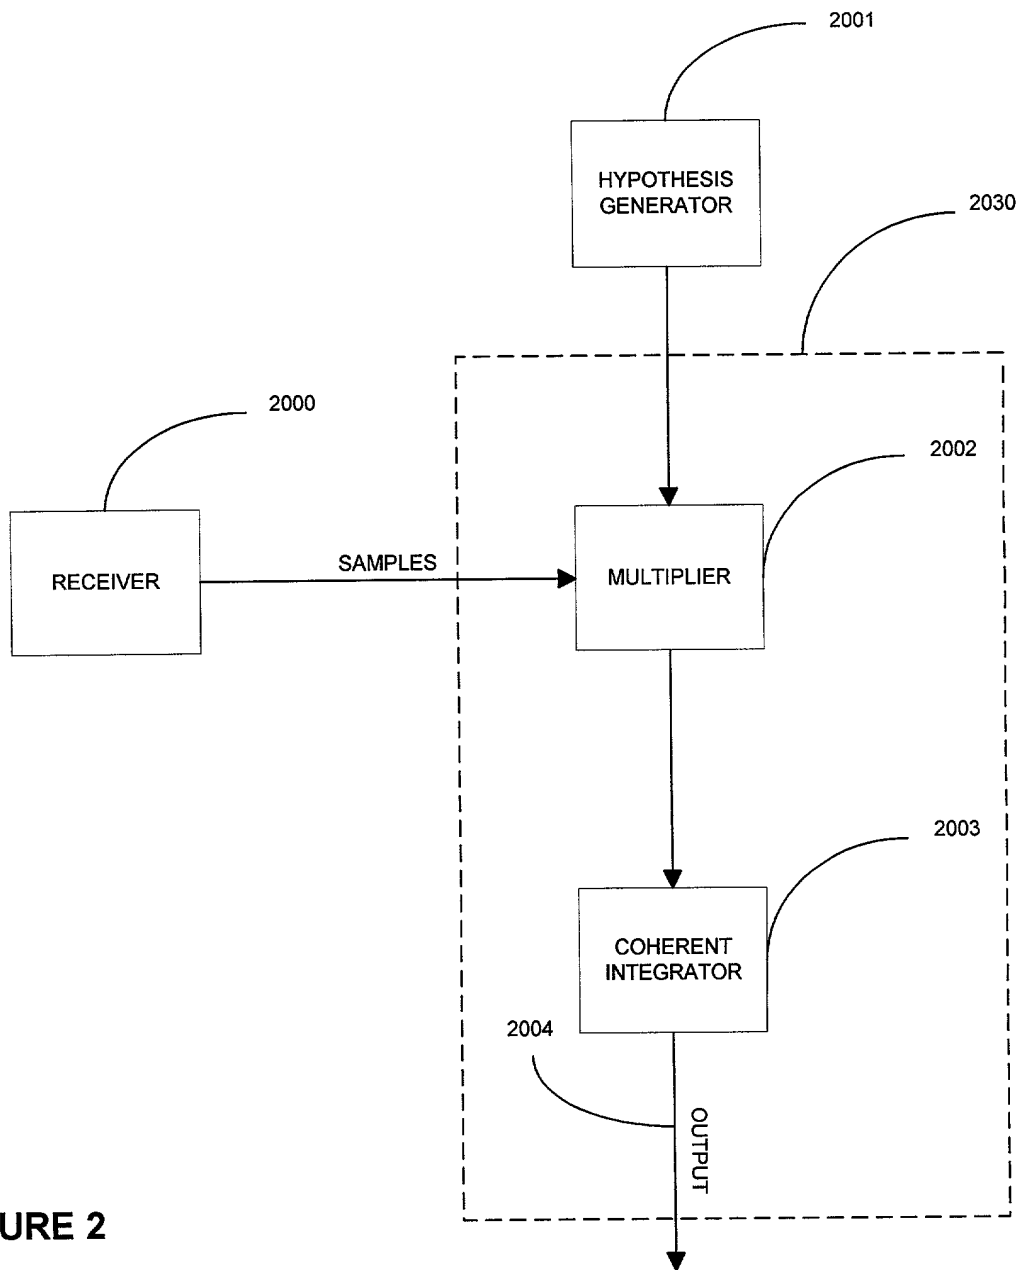 2001
HYPOTHESIS
GENERATOR
2030
2000
2002
SAMPLES
RECEIVER
MULTIPLIER
2003
COHERENT
INTEGRATOR
2004
OUTPUT
URE 2